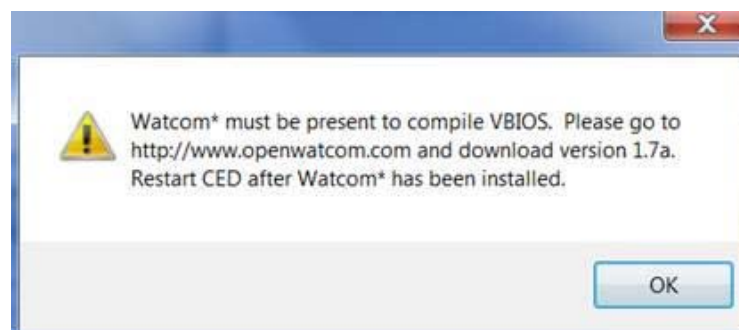 Watcom* must be present to compile VBIOS.  Please go to
http://www.openwatcom.com and download version 1.7a.
Restart CED after Watcom* has been installed.
OK